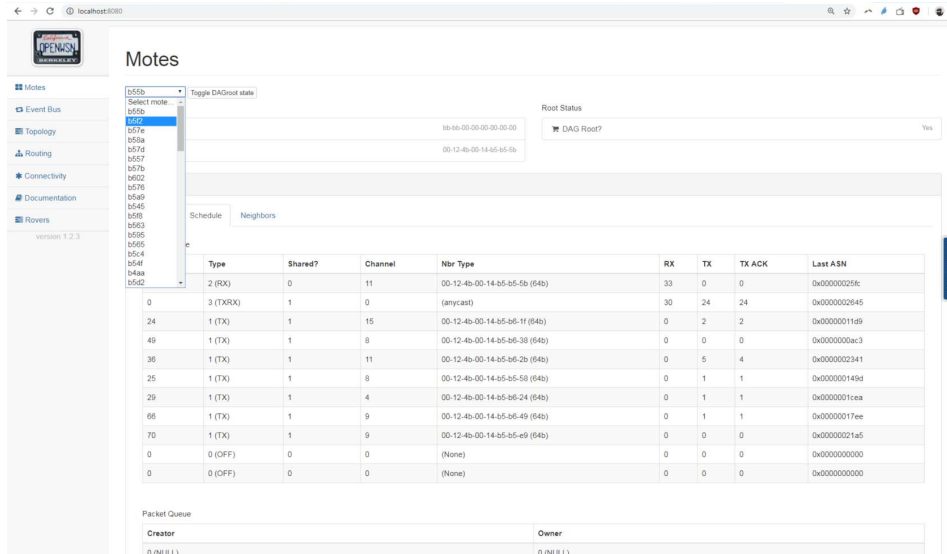 localhost:8080
California
OPENWSN
BERKELEY
Motes
Motes
Event Bus
Topology
Routing
Connectivity
Documentation
Rovers
version 1.2.3
b55b Toggle DAGroot state
Select mote...
b55b
b5f2
b57e
b58a
b57d
b557
b57b
b602
b576
b5a9
b545
b5f8
b563
b595
b565
b5c4
b54f
b4aa
b5d2
bb-bb-00-00-00-00-00-00
00-12-4b-00-14-b5-b5-5b
Root Status
DAG Root? Yes
Schedule Neighbors
e
Type Shared? Channel Nbr Type RX TX TX ACK Last ASN
2 (RX) 0 11 00-12-4b-00-14-b5-b5-5b (64b) 33 0 0 0x00000025fc
0 3 (TXRX) 1 0 (anycast) 30 24 24 0x0000002645
24 1 (TX) 1 15 00-12-4b-00-14-b5-b6-1f (64b) 0 2 2 0x00000011d9
49 1 (TX) 1 8 00-12-4b-00-14-b5-b6-38 (64b) 0 0 0 0x0000000ac3
36 1 (TX) 1 11 00-12-4b-00-14-b5-b6-2b (64b) 0 5 4 0x0000002341
25 1 (TX) 1 8 00-12-4b-00-14-b5-b5-58 (64b) 0 1 1 0x000000149d
29 1 (TX) 1 4 00-12-4b-00-14-b5-b6-24 (64b) 0 1 1 0x0000001cea
66 1 (TX) 1 9 00-12-4b-00-14-b5-b6-49 (64b) 0 1 1 0x00000017ee
70 1 (TX) 1 9 00-12-4b-00-14-b5-b5-e9 (64b) 0 0 0 0x00000021a5
0 0 (OFF) 0 0 (None) 0 0 0 0x0000000000
0 0 (OFF) 0 0 (None) 0 0 0 0x0000000000
Packet Queue
Creator Owner
0 (NULL) 0 (NULL)